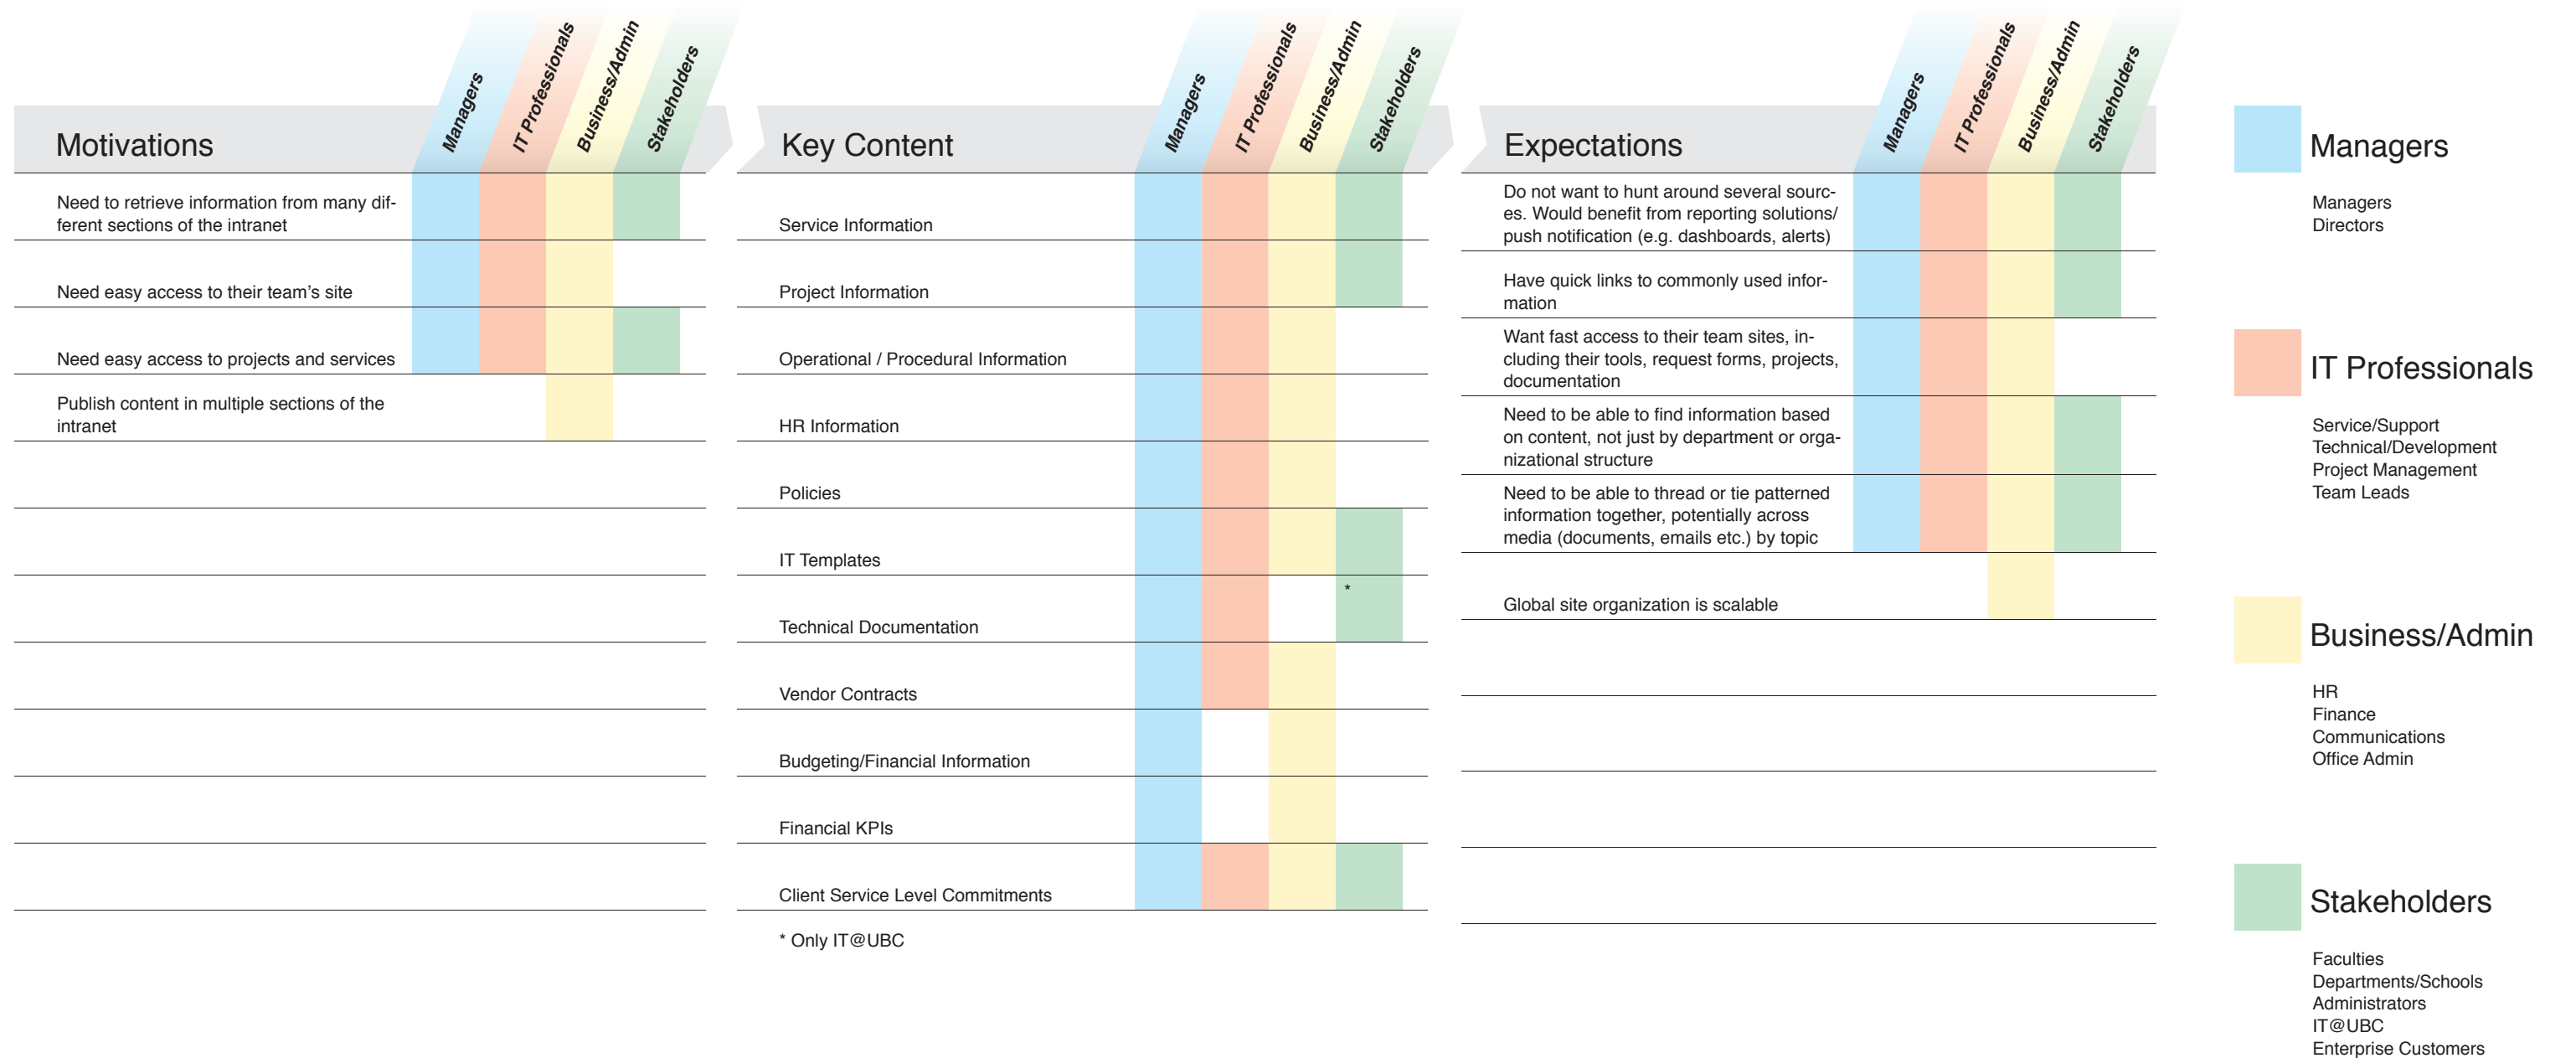 Motivations
Managers
IT Professionals
Business/Admin
Stakeholders
Need to retrieve information from many dif-
ferent sections of the intranet
Need easy access to their team’s site
Need easy access to projects and services
Publish content in multiple sections of the
intranet
Key Content
Managers
IT Professionals
Business/Admin
Stakeholders
Service Information
Project Information
Operational / Procedural Information
HR Information
Policies
IT Templates
*
Technical Documentation
Vendor Contracts
Budgeting/Financial Information
Financial KPIs
Client Service Level Commitments
* Only IT@UBC
Expectations
Managers
IT Professionals
Business/Admin
Stakeholders
Do not want to hunt around several sourc-
es. Would benefit from reporting solutions/
push notification (e.g. dashboards, alerts)
Have quick links to commonly used infor-
mation
Want fast access to their team sites, in-
cluding their tools, request forms, projects,
documentation
Need to be able to find information based
on content, not just by department or orga-
nizational structure
Need to be able to thread or tie patterned
information together, potentially across
media (documents, emails etc.) by topic
Global site organization is scalable
Managers
Managers
Directors
IT Professionals
Service/Support
Technical/Development
Project Management
Team Leads
Business/Admin
HR
Finance
Communications
Office Admin
Stakeholders
Faculties
Departments/Schools
Administrators
IT@UBC
Enterprise Customers